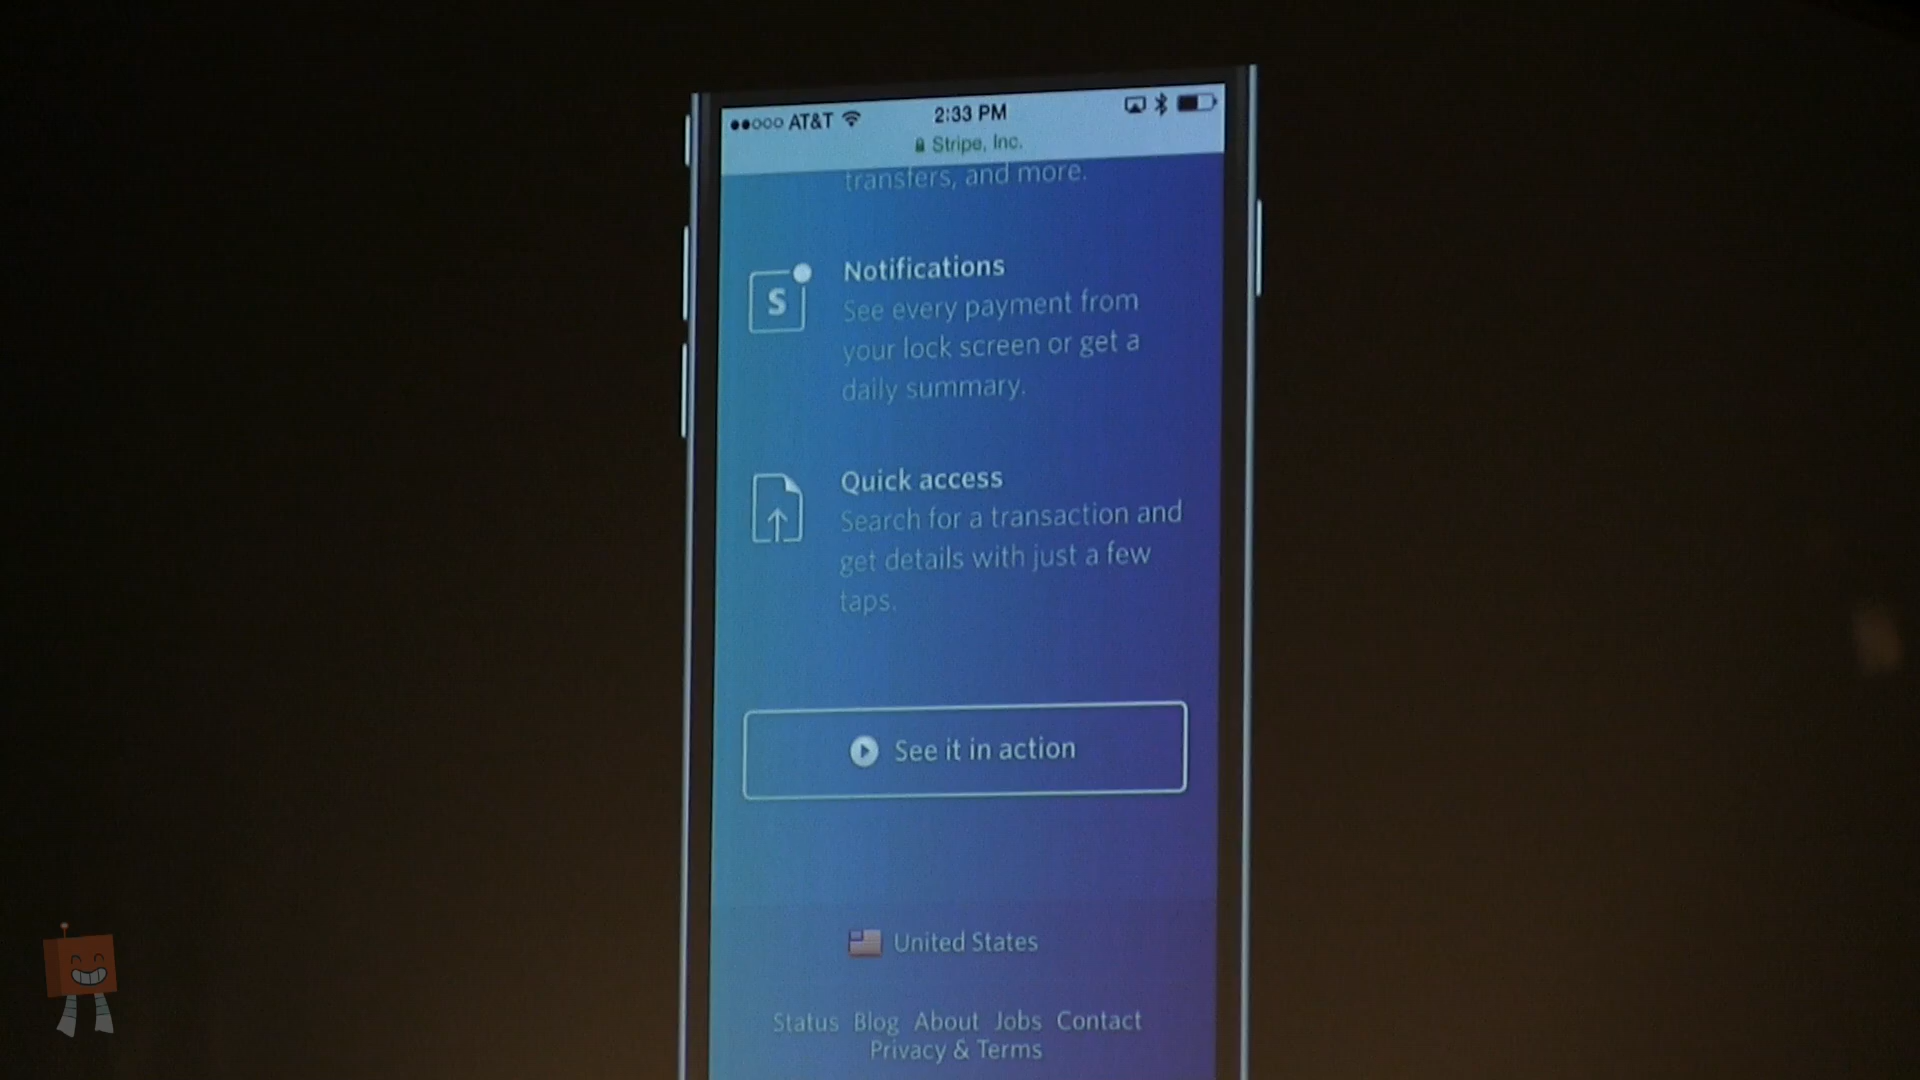 AT&T 2:33 PM
Stripe, Inc.
transfers, and more.
S
Notifications
See every payment from
your lock screen or get a
daily summary.
Quick access
Search for a transaction and
get details with just a few
taps.
See it in action
United States
Status Blog About Jobs Contact
Privacy & Terms